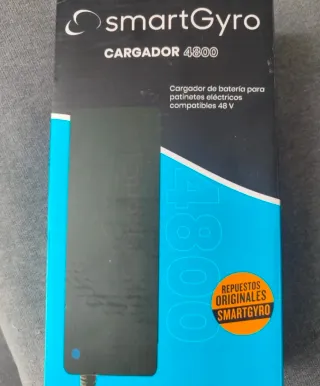 smartGyro
CARGADOR 4800
Cargador de batería para
patinetes eléctricos
compatibles 48 V
4800
REPUESTOS
ORIGINALES
SMARTGYRO